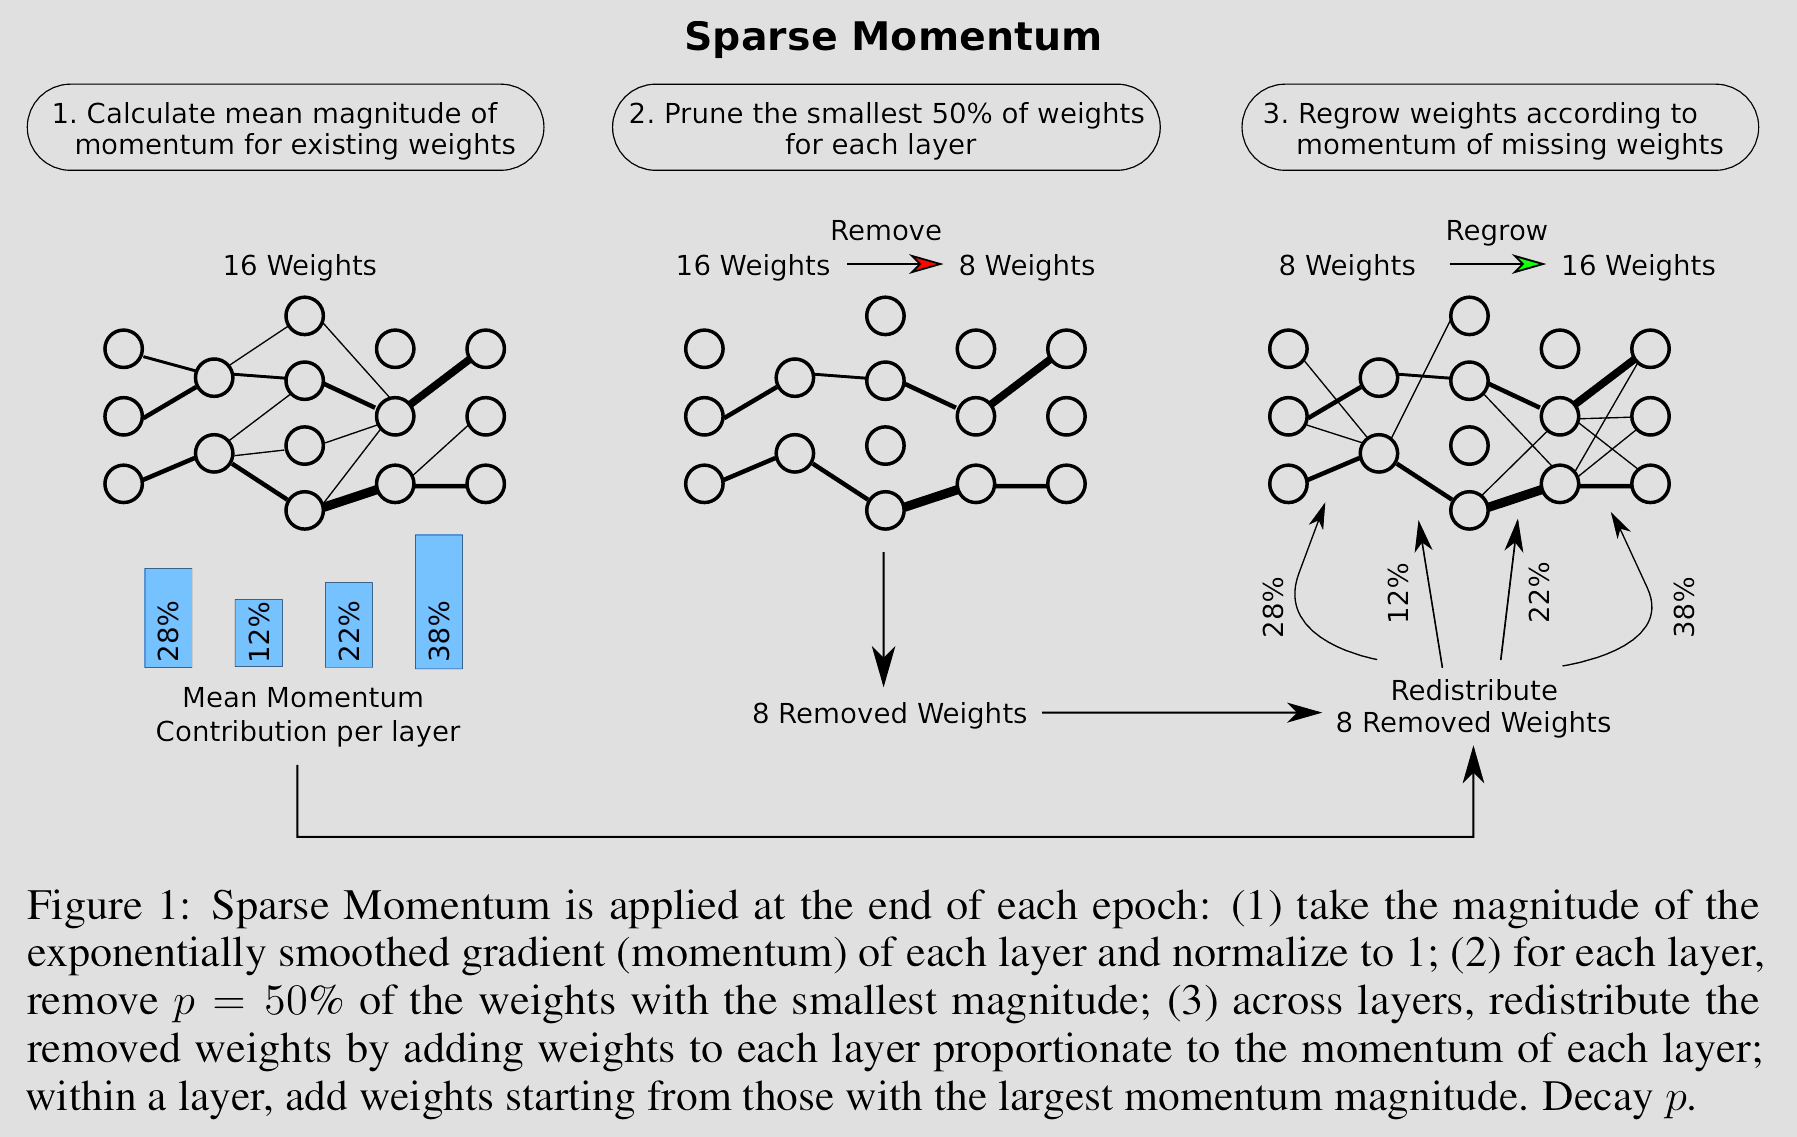 Sparse Momentum
1. Calculate mean magnitude of
momentum for existing weights
2. Prune the smallest 50% of weights
for each layer
3. Regrow weights according to
momentum of missing weights
16 Weights
Remove
16 Weights
8 Weights
Regrow
8 Weights
16 Weights
28%
12%
22%
38%
Mean Momentum
Contribution per layer
8 Removed Weights
28%
12%
22%
38%
Redistribute
8 Removed Weights
Figure 1: Sparse Momentum is applied at the end of each epoch: (1) take the magnitude of the
exponentially smoothed gradient (momentum) of each layer and normalize to 1; (2) for each layer,
remove p = 50% of the weights with the smallest magnitude; (3) across layers, redistribute the
removed weights by adding weights to each layer proportionate to the momentum of each layer;
within a layer, add weights starting from those with the largest momentum magnitude. Decay p.